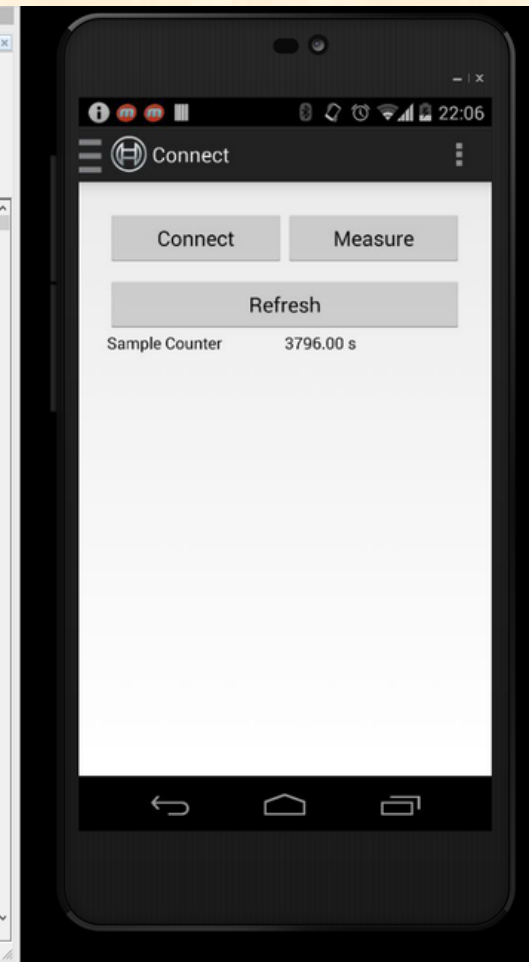 22:06
Connect
Connect Measure
Refresh
Sample Counter 3796.00 s